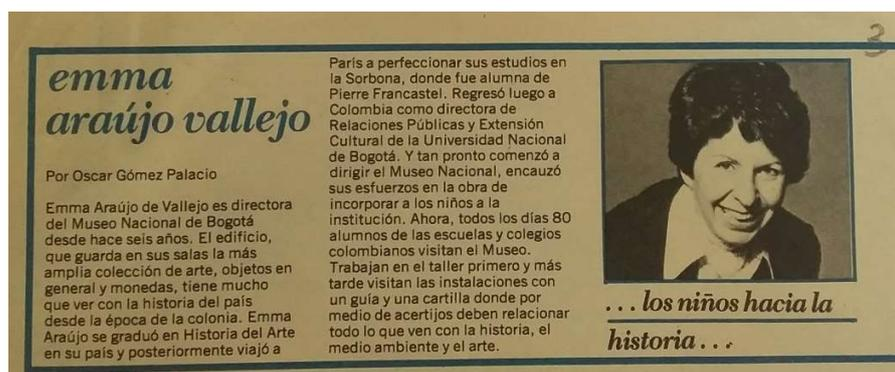 3
emma
araújo vallejo
Por Oscar Gómez Palacio
Emma Araújo de Vallejo es directora
del Museo Nacional de Bogotá
desde hace seis años. El edificio,
que guarda en sus salas la más
amplia colección de arte, objetos en
general y monedas, tiene mucho
que ver con la historia del país
desde la época de la colonia. Emma
Araújo se graduó en Historia del Arte
en su país y posteriormente viajó a
París a perfeccionar sus estudios en
la Sorbona, donde fue alumna de
Pierre Francastel. Regresó luego a
Colombia como directora de
Relaciones Públicas y Extensión
Cultural de la Universidad Nacional
de Bogotá. Y tan pronto comenzó a
dirigir el Museo Nacional, encauzó
sus esfuerzos en la obra de
incorporar a los niños a la
institución. Ahora, todos los días 80
alumnos de las escuelas y colegios
colombianos visitan el Museo.
Trabajan en el taller primero y más
tarde visitan las instalaciones con
un guía y una cartilla donde por
medio de acertijos deben relacionar
todo lo que ven con la historia, el
medio ambiente y el arte.
...los niños hacia la
historia...